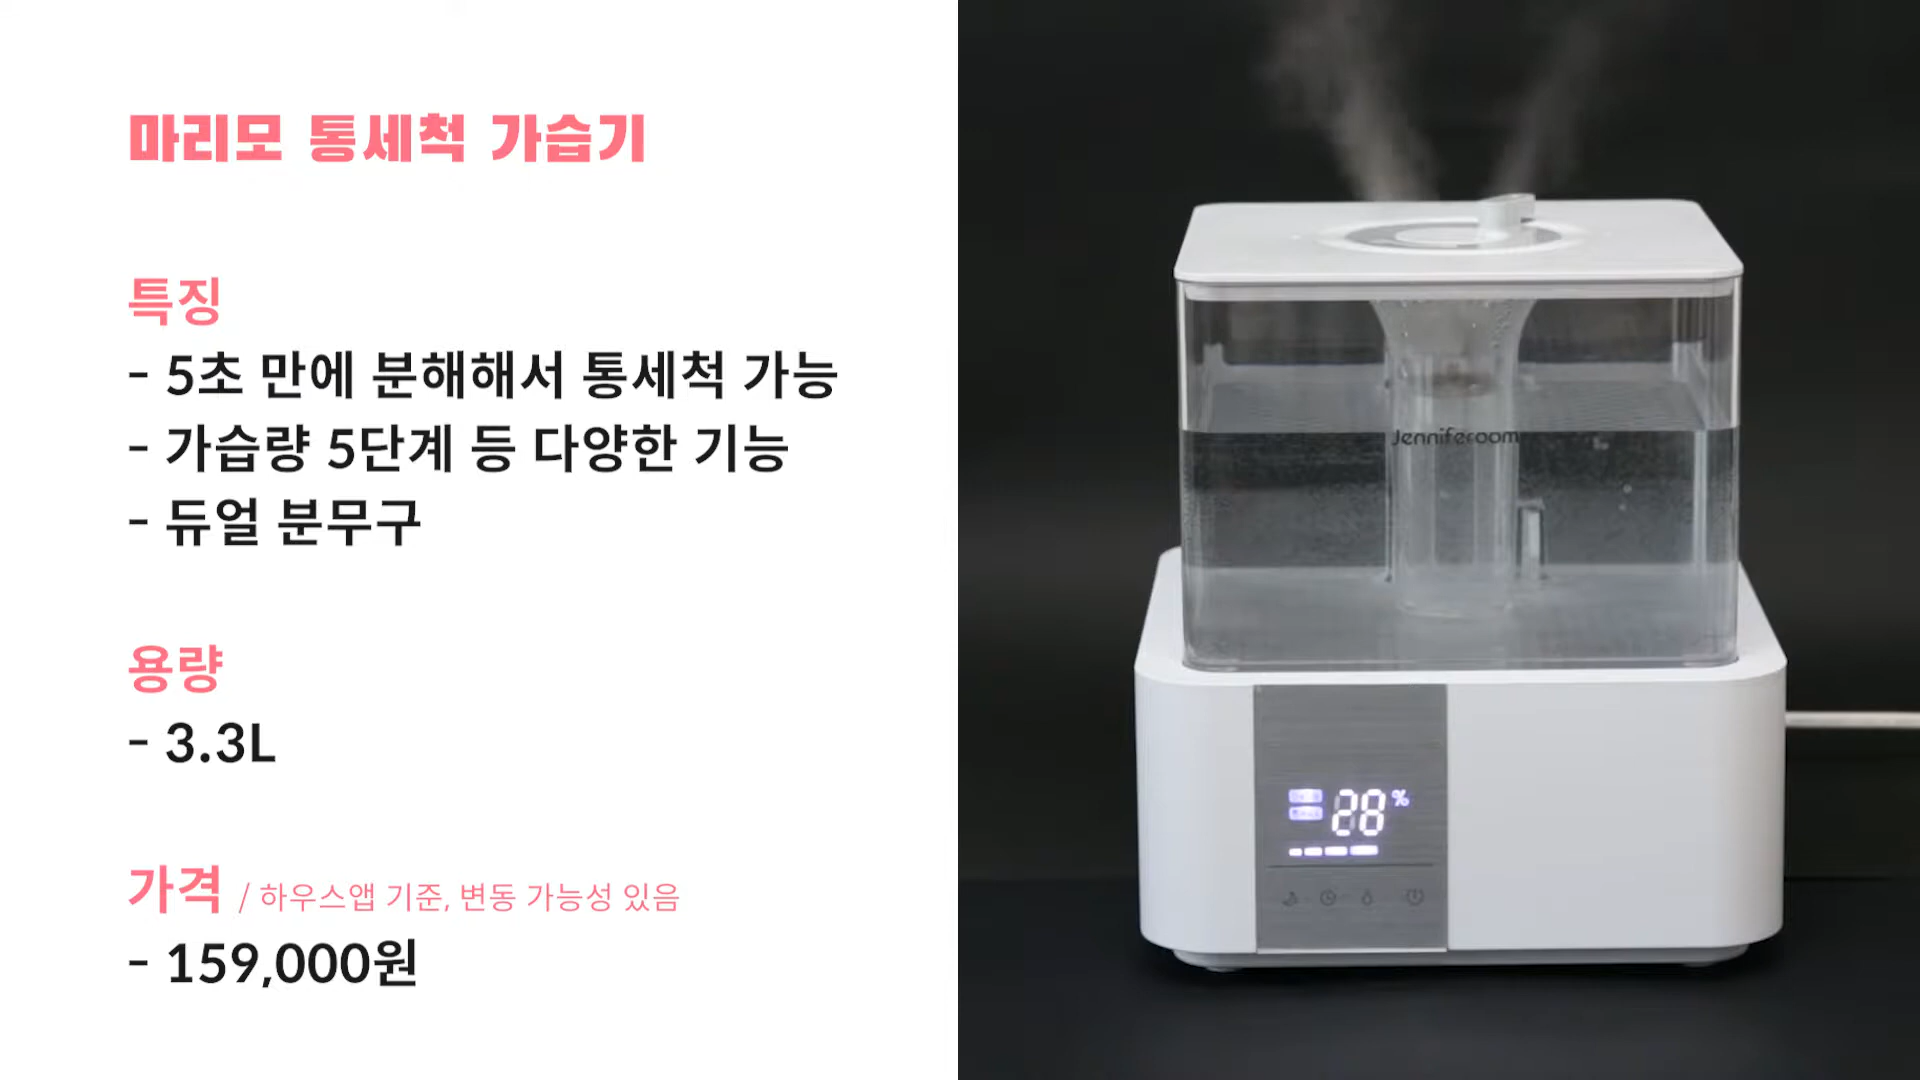 마리모 통세척 가습기
특징
- 5초 만에 분해해서 통세척 가능
- 가습량 5단계 등 다양한 기능
- 듀얼 분무구
용량
- 3.3L
가격 / 하우스앱 기준, 변동 가능성 있음
- 159,000원
Jenniferoom
28%